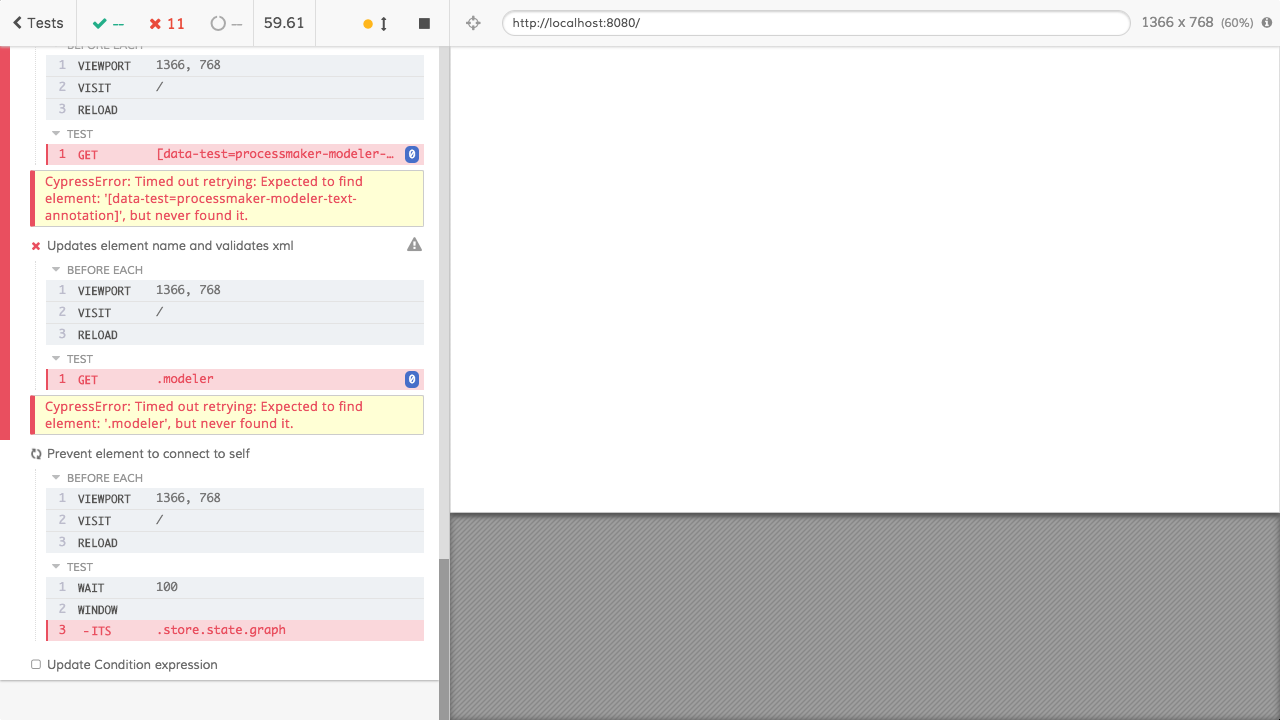 Tests
--
11
--
59.61
http://localhost:8080/
1366 x 768 (60%)
BEFORE EACH
1 VIEWPORT 1366, 768
2 VISIT /
3 RELOAD
TEST
1 GET [data-test=processmaker-modeler-… 0
CypressError: Timed out retrying: Expected to find
element: '[data-test=processmaker-modeler-text-
annotation]', but never found it.
Updates element name and validates xml
BEFORE EACH
1 VIEWPORT 1366, 768
2 VISIT /
3 RELOAD
TEST
1 GET .modeler 0
CypressError: Timed out retrying: Expected to find
element: '.modeler', but never found it.
Prevent element to connect to self
BEFORE EACH
1 VIEWPORT 1366, 768
2 VISIT /
3 RELOAD
TEST
1 WAIT 100
2 WINDOW
3 -ITS .store.state.graph
Update Condition expression